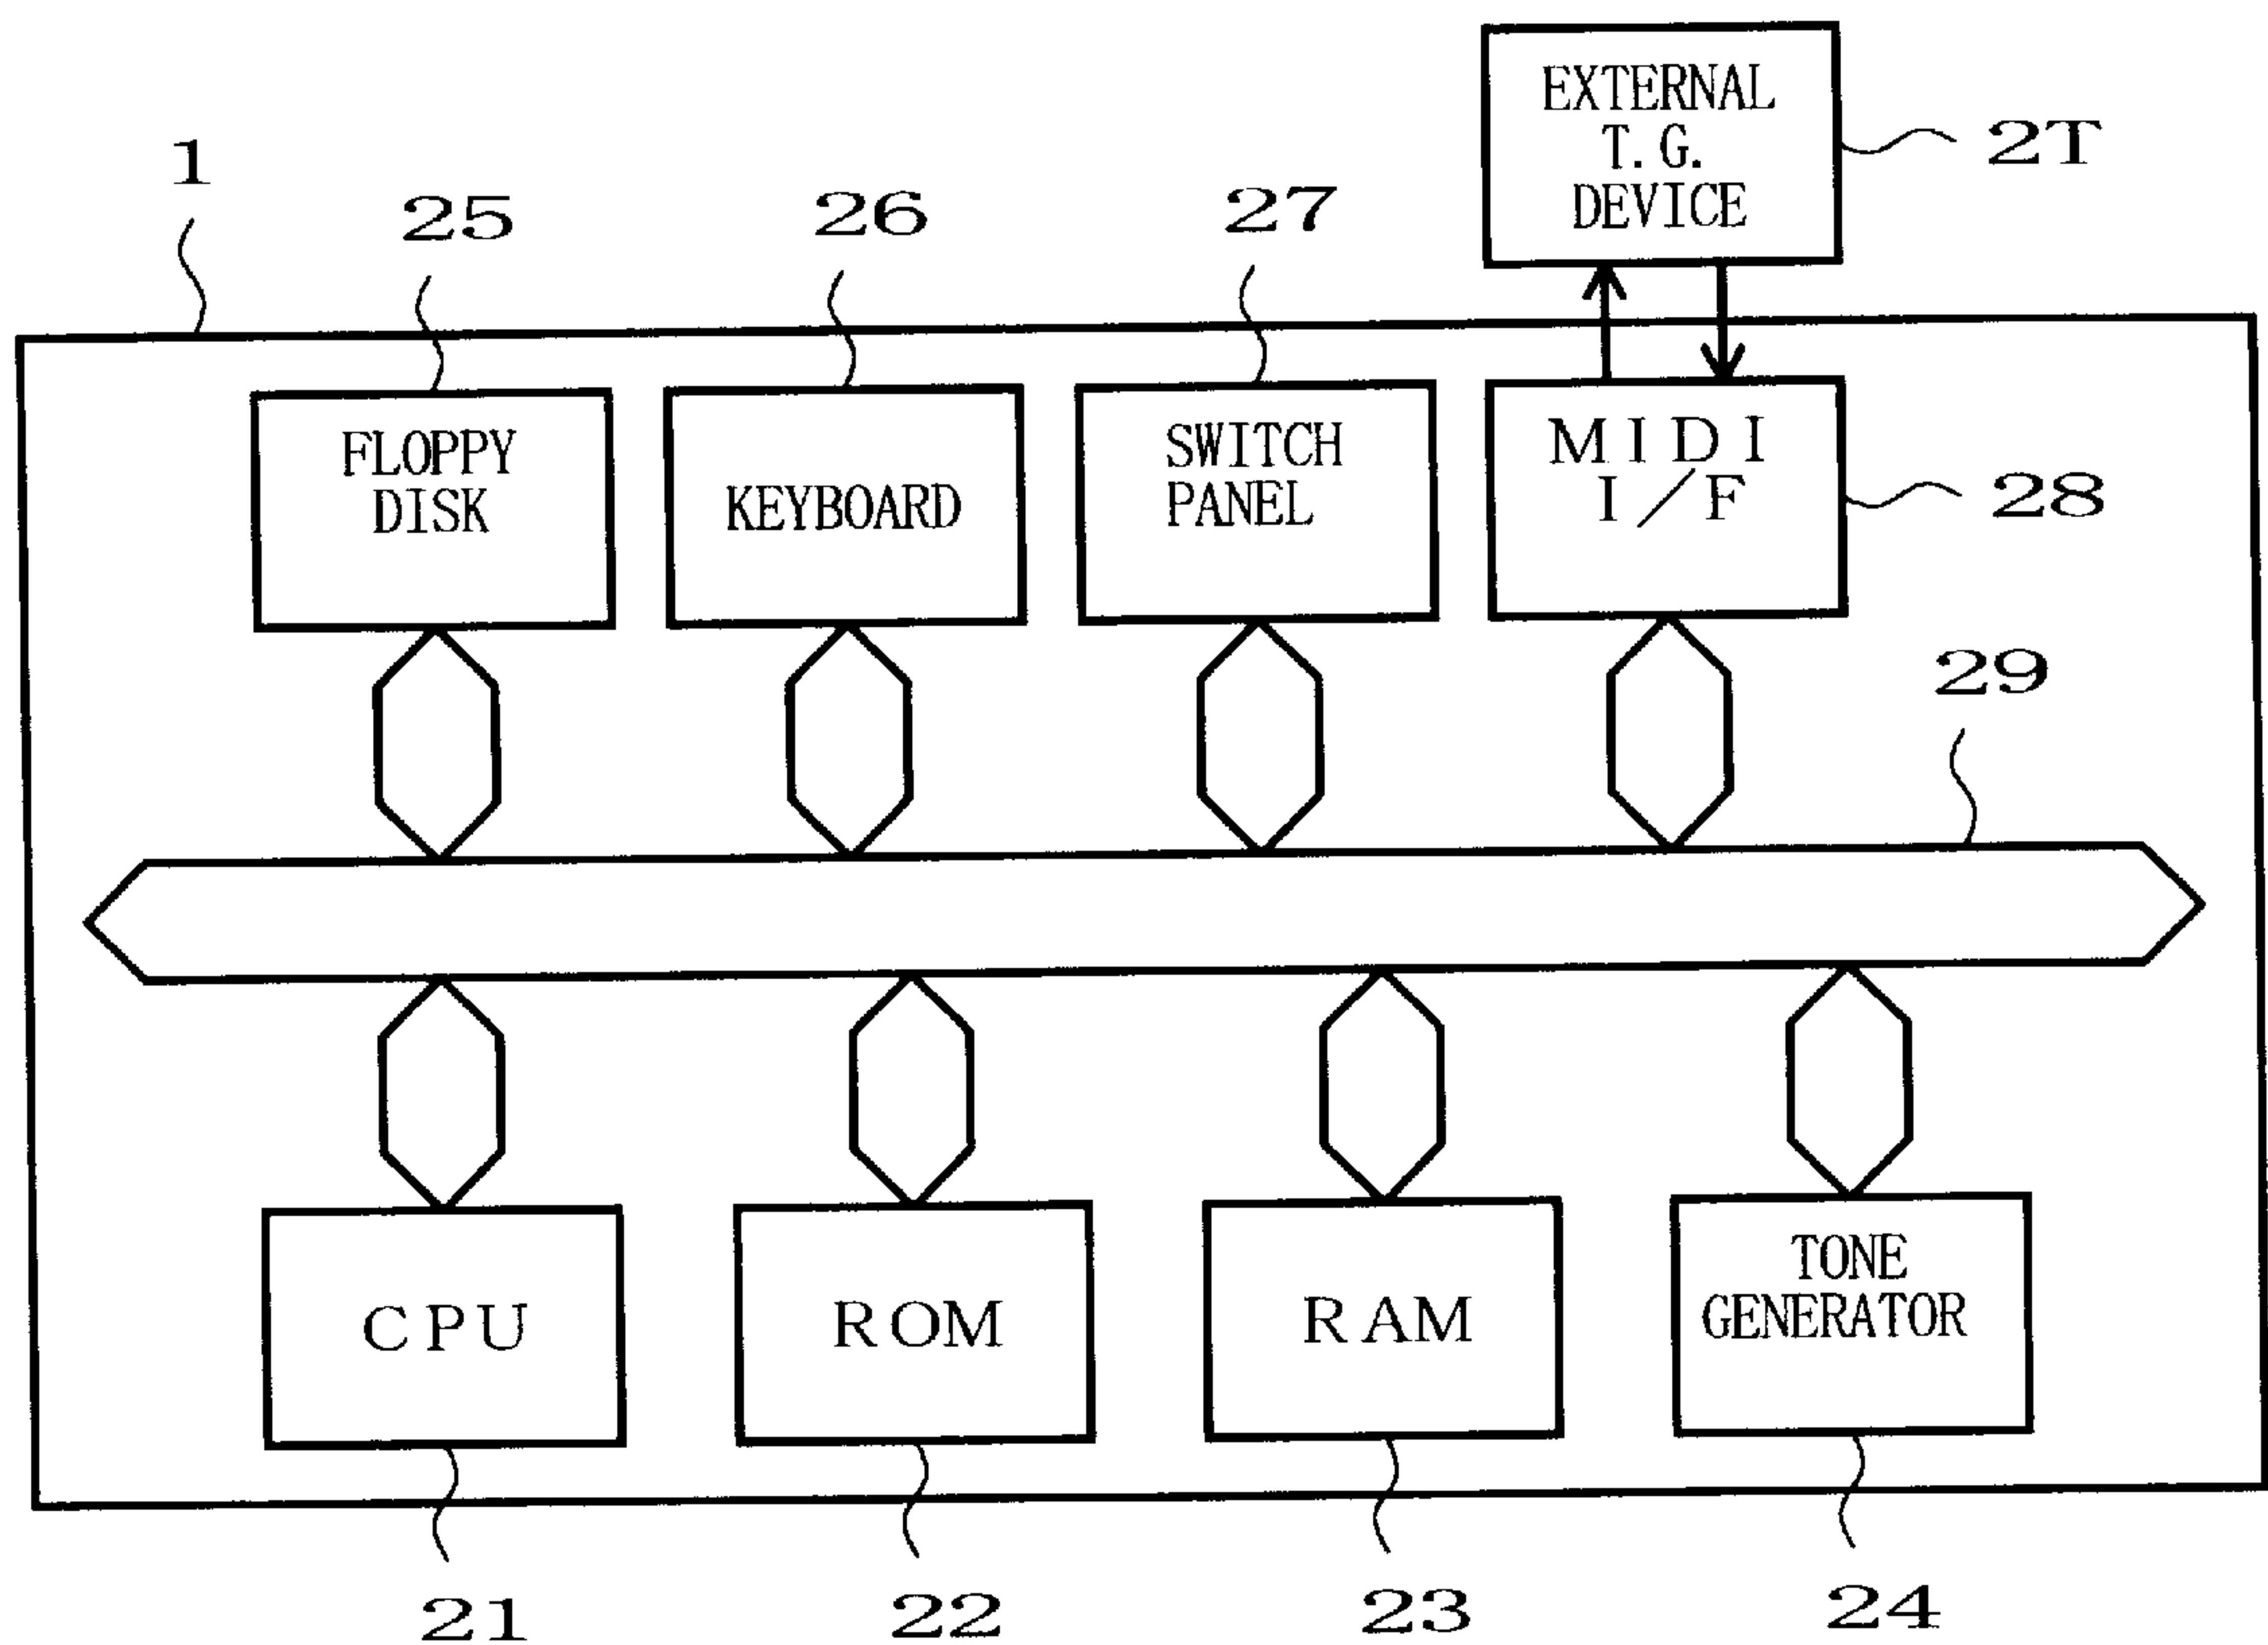 EXTERNAL
T. G.
DEVICE
2T
1
25
26
27
FLOPPY
DISK
KEYBOARD
SWITCH
PANEL
MIDI
I/F
28
29
CPU
ROM
RAM
TONE
GENERATOR
21
22
23
24